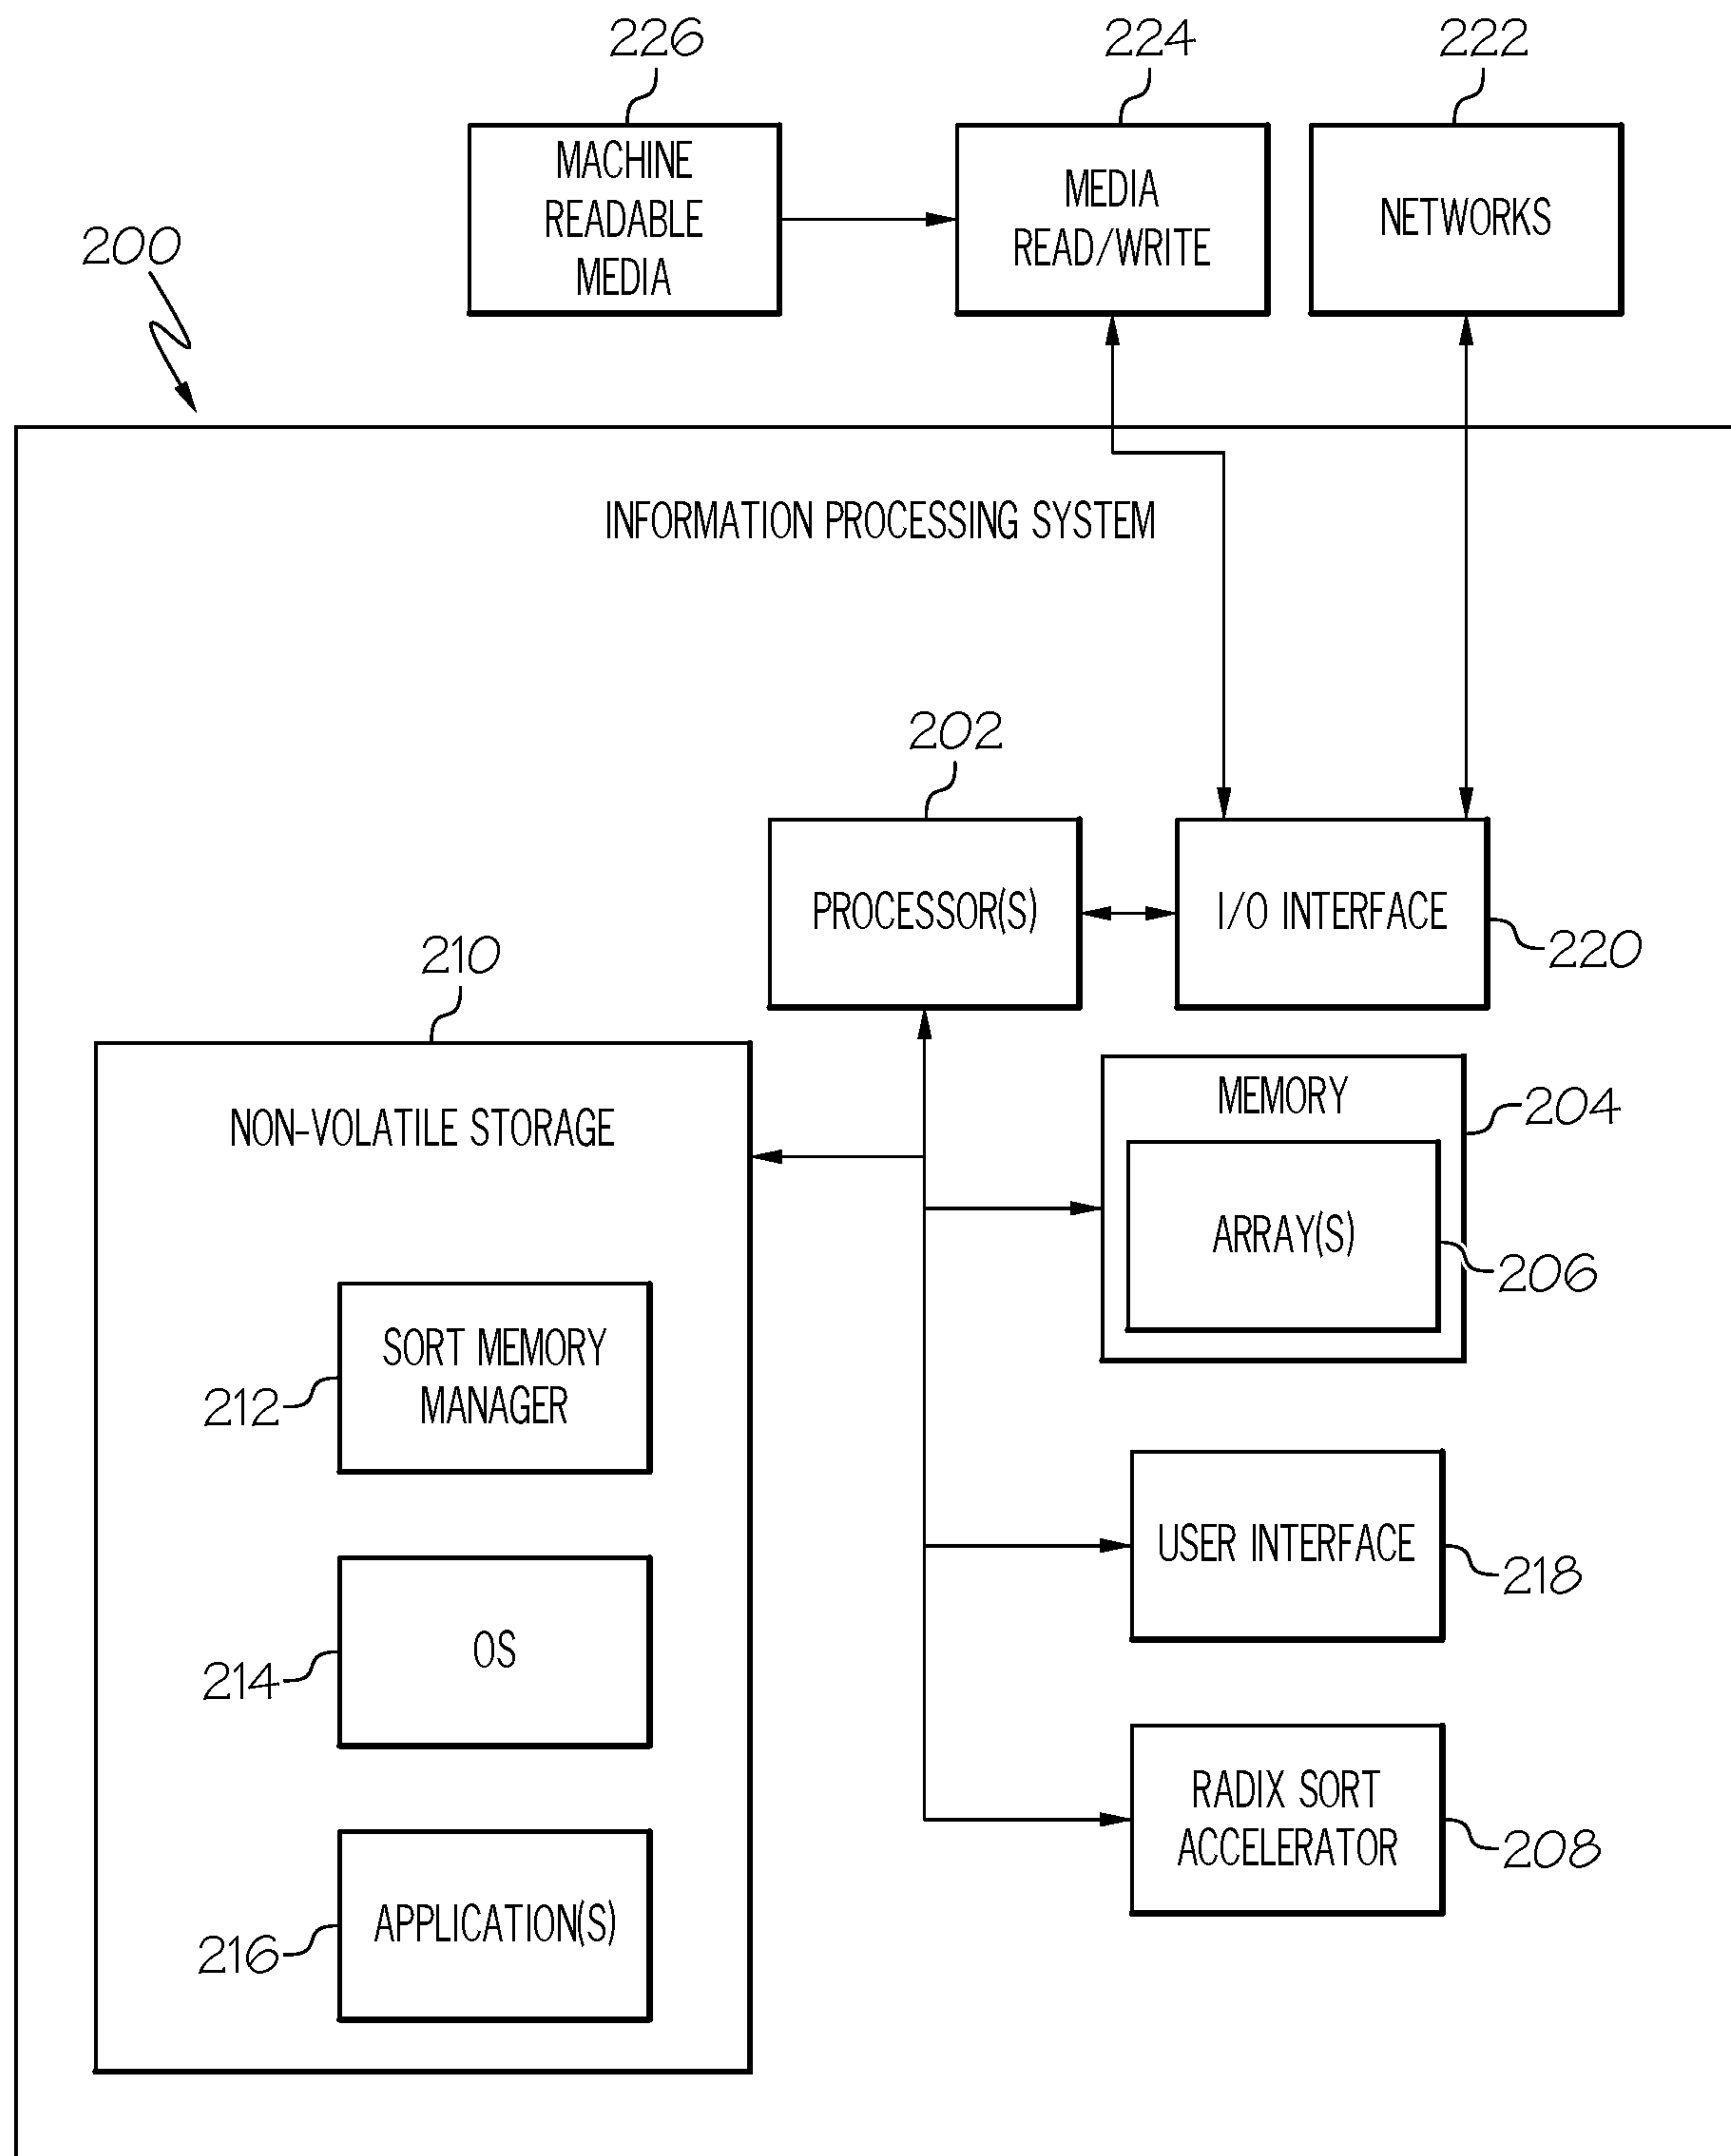 226
224
222
MACHINE
READABLE
MEDIA
MEDIA
READ/WRITE
NETWORKS
200
INFORMATION PROCESSING SYSTEM
202
PROCESSOR(S)
I/O INTERFACE
220
210
NON-VOLATILE STORAGE
MEMORY
204
ARRAY(S)
206
SORT MEMORY
MANAGER
212
USER INTERFACE
218
OS
214
RADIX SORT
ACCELERATOR
208
APPLICATION(S)
216